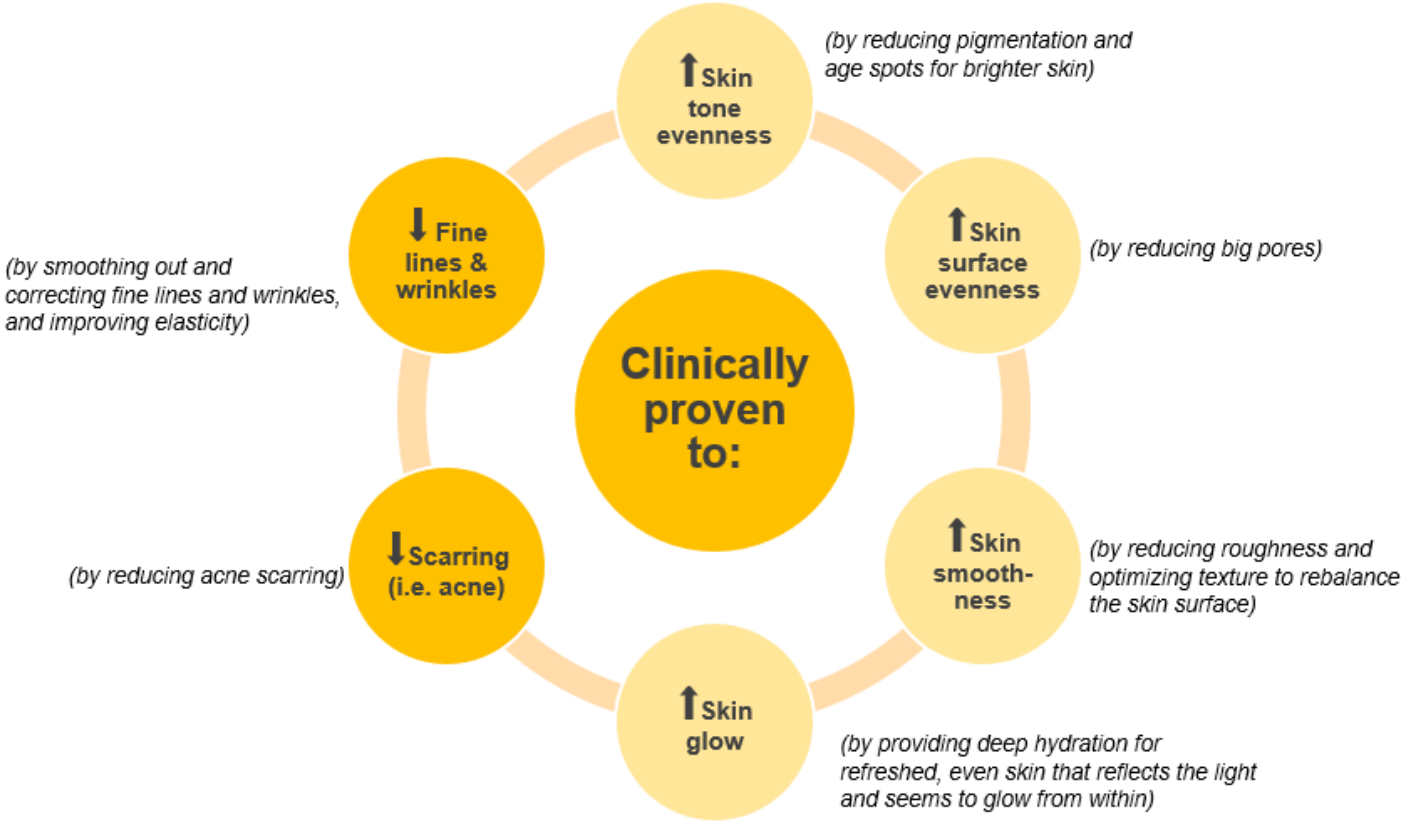 ↑Skin
tone
evenness
(by reducing pigmentation and
age spots for brighter skin)
↑Skin
surface
evenness
(by reducing big pores)
↑Skin
smooth-
ness
(by reducing roughness and
optimizing texture to rebalance
the skin surface)
↑Skin
glow
(by providing deep hydration for
refreshed, even skin that reflects the light
and seems to glow from within)
↓Scarring
(i.e. acne)
(by reducing acne scarring)
↓ Fine
lines &
wrinkles
(by smoothing out and
correcting fine lines and wrinkles,
and improving elasticity)
Clinically
proven
to: